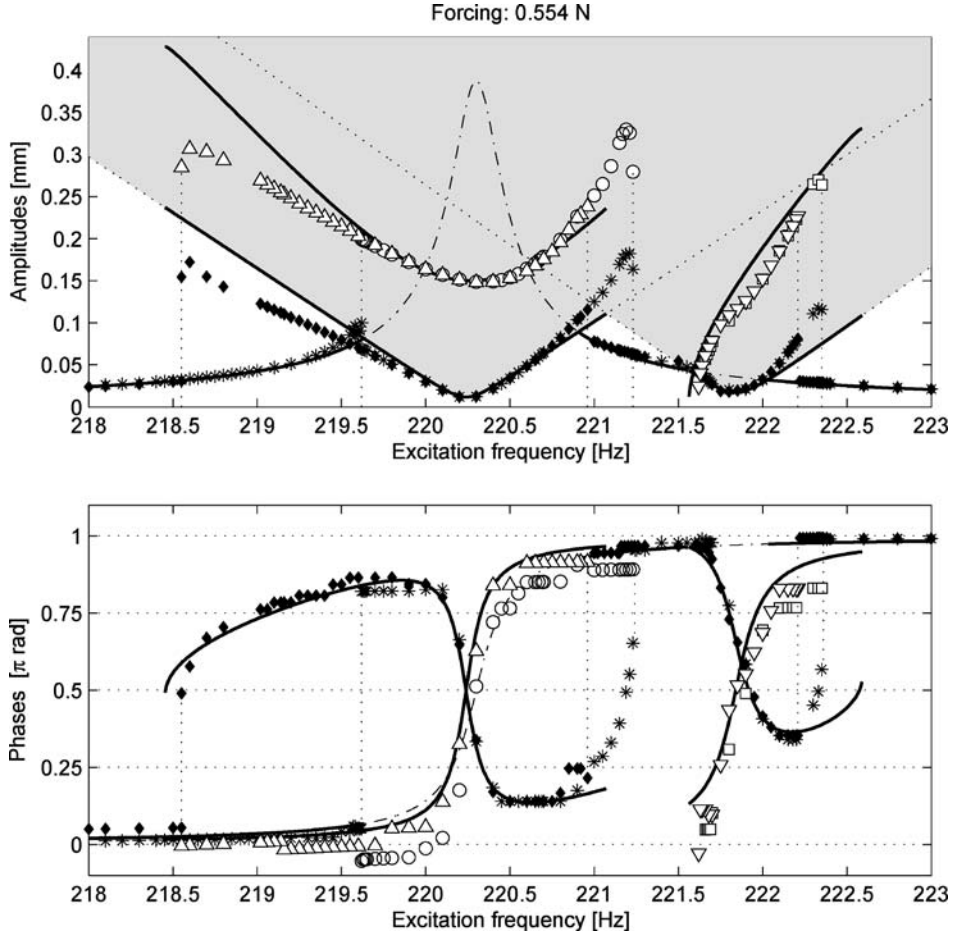 Forcing: 0.554 N
Amplitudes [mm]
0.4
0.35
0.3
0.25
0.2
0.15
0.1
0.05
0
218 218.5 219 219.5 220 220.5 221 221.5 222 222.5 223
Excitation frequency [Hz]
Phases [π rad]
1
0.75
0.5
0.25
0
218 218.5 219 219.5 220 220.5 221 221.5 222 222.5 223
Excitation frequency [Hz]